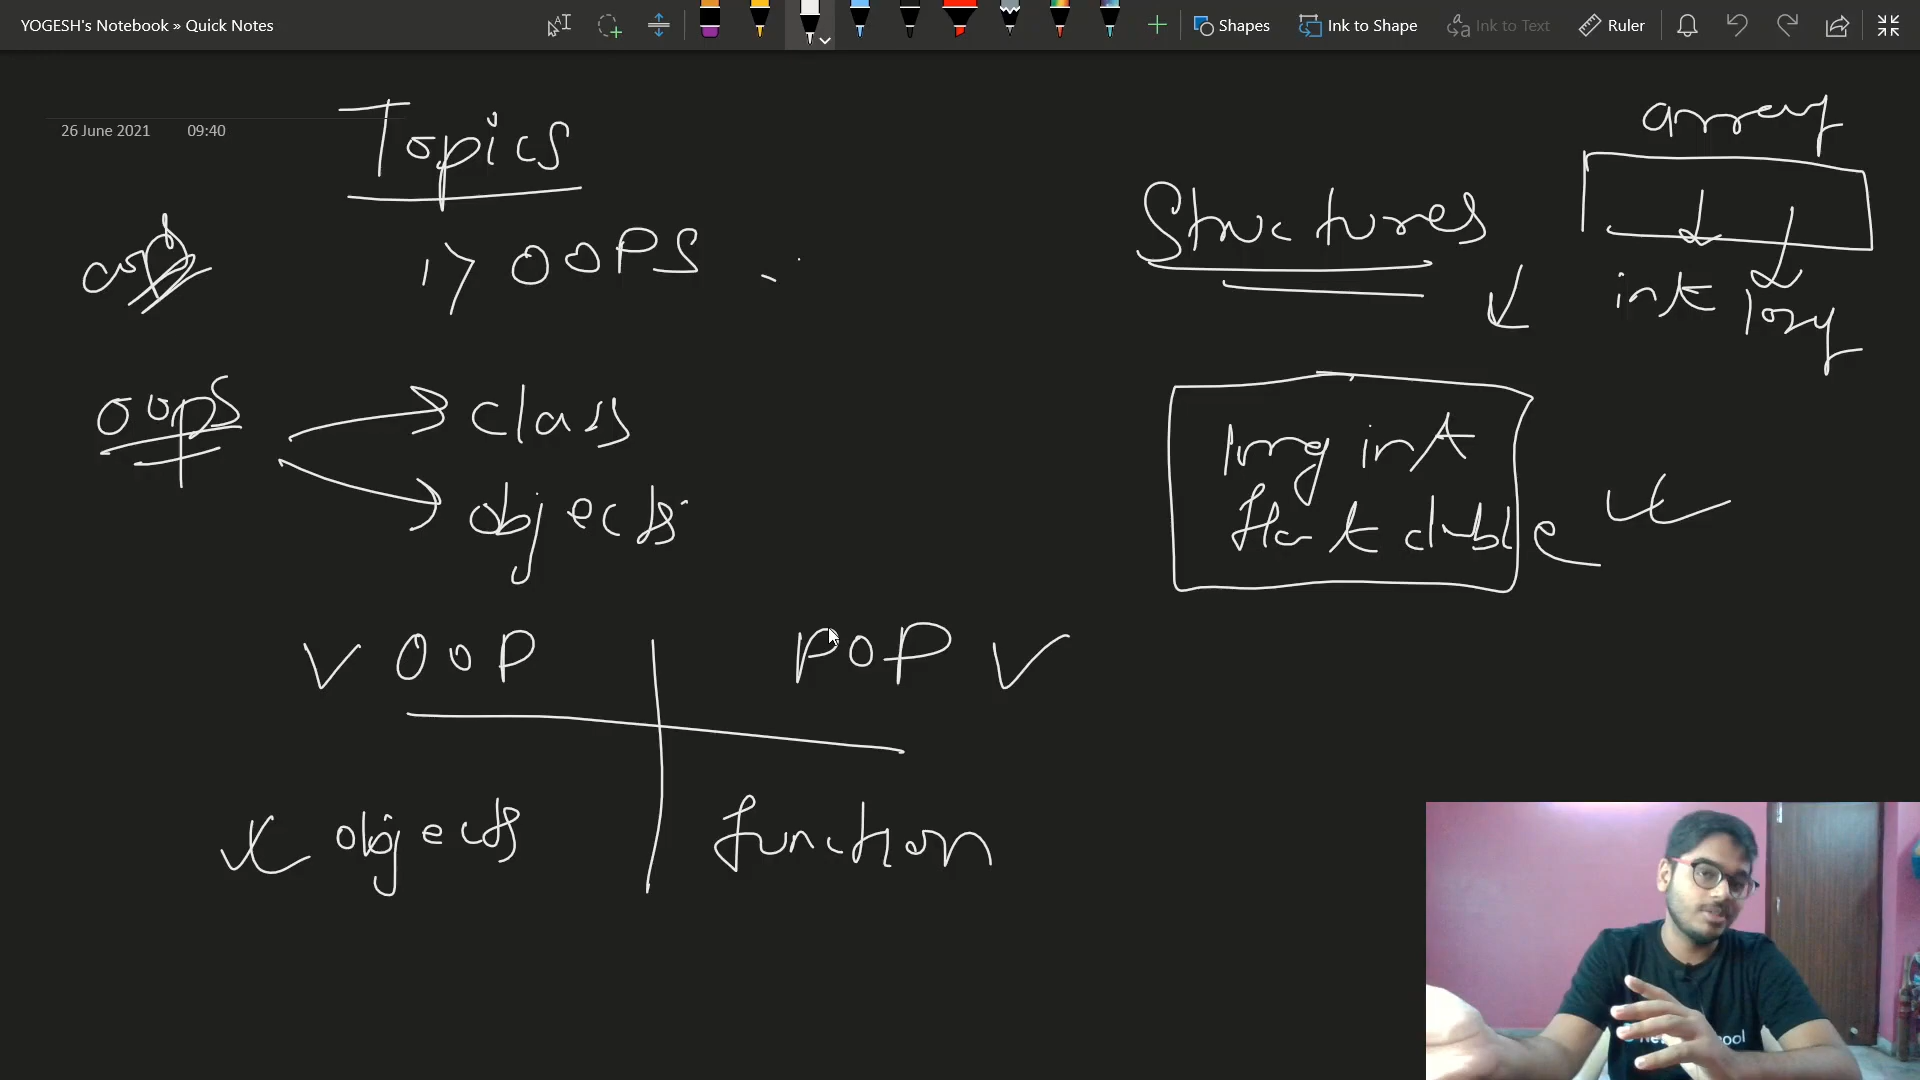 YOGESH's Notebook » Quick Notes
Shapes
Ink to Shape
Ink to Text
Ruler
26 June 2021 09:40
Topics
1> OOPS
oops
class
objects
OOP POP
objects function
Structures
array
int long
long int
float double